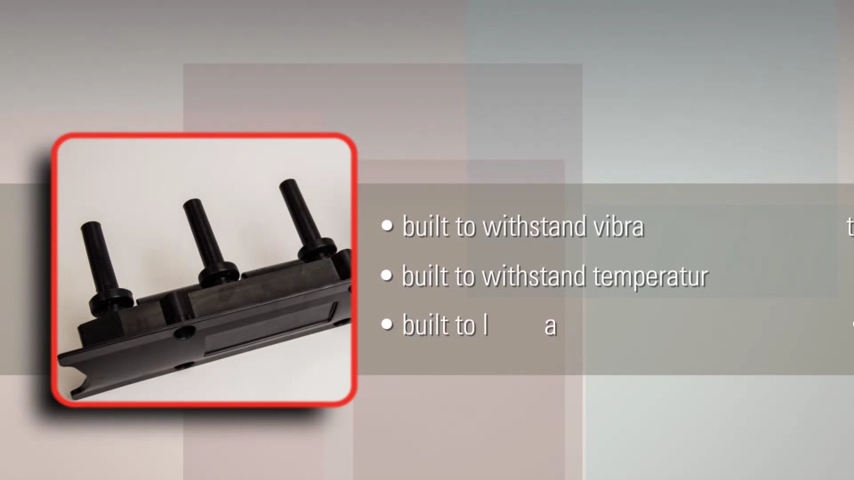 • built to withstand vibra t
• built to withstand temperatur
• built to l a